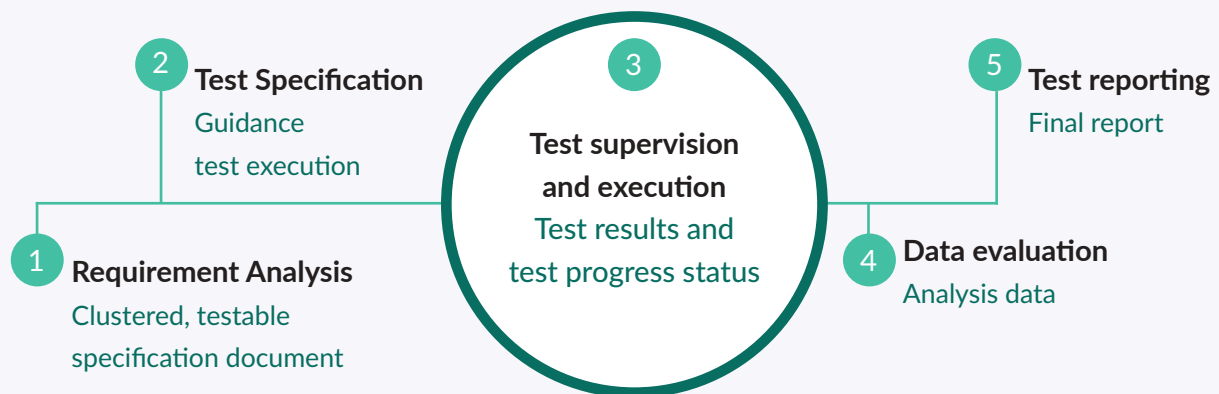 1
Requirement Analysis
Clustered, testable
specification document
2
Test Specification
Guidance
test execution
3
Test supervision
and execution
Test results and
test progress status
4
Data evaluation
Analysis data
5
Test reporting
Final report